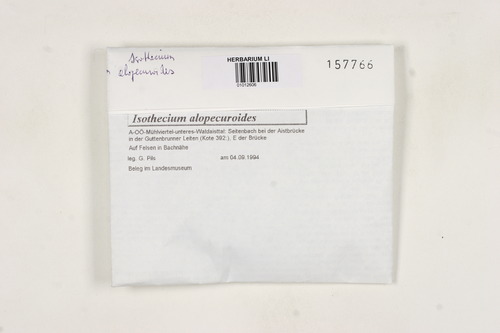 Isothecium
alopecuroides
HERBARIUM LI
01012606
157766
Isothecium alopecuroides
A-OÖ-Mühlviertel-unteres-Waldaisttal: Seitenbach bei der Aistbrücke
in der Guttenbrunner Leiten (Kote 382;). E der Brücke
Auf Felsen in Bachnähe
leg. G. Pils am 04.09.1994
Beleg im Landesmuseum